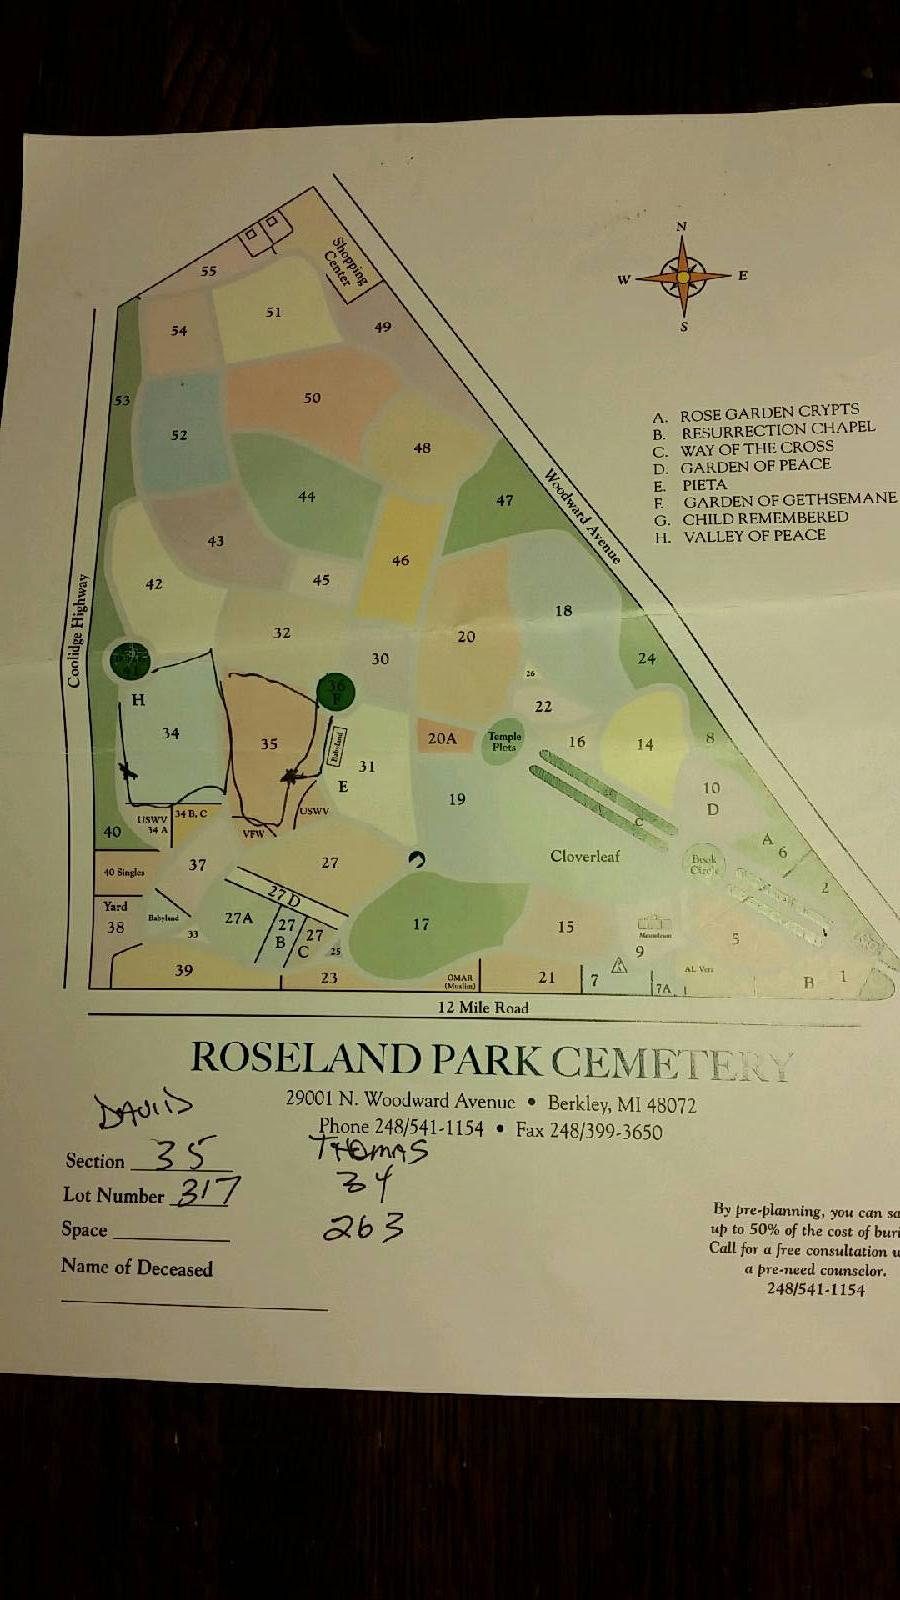 N
W E
S
Shopping
Center
55
51
54
49
53
50
52
48
44
47
Woodward Avenue
43
46
45
42
18
32
20
30
24
26
Coolidge Highway
H
36
F
22
34
35
Babyland
20A
Temple
Plots
16
14
8
31
E
10
D
19
USWV
34 A
34 B, C
VFW
USWV
40
C
A
6
Cloverleaf
Book
Circle
40 Singles
37
27
2
27 D
Yard
38
Babyland
33
27A
27
B
27
C
25
17
15
Mausoleum
9
5
39
23
OMAR
(Muslim)
21
7
7A
AL Vets
B
1
12 Mile Road
A. ROSE GARDEN CRYPTS
B. RESURRECTION CHAPEL
C. WAY OF THE CROSS
D. GARDEN OF PEACE
E. PIETA
F. GARDEN OF GETHSEMANE
G. CHILD REMEMBERED
H. VALLEY OF PEACE
ROSELAND PARK CEMETERY
29001 N. Woodward Avenue • Berkley, MI 48072
Phone 248/541-1154 • Fax 248/399-3650
DAVID
THOMAS
Section 35
34
Lot Number 317
263
Space
Name of Deceased
By pre-planning, you can sa
up to 50% of the cost of buri
Call for a free consultation
a pre-need counselor.
248/541-1154